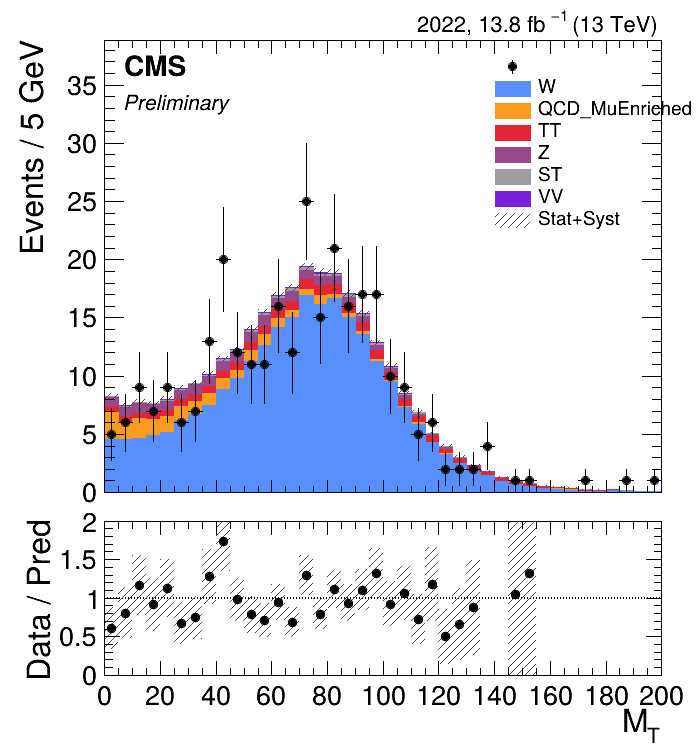 2022, 13.8 fb⁻¹ (13 TeV)
CMS
Preliminary
W
QCD_MuEnriched
TT
Z
ST
VV
Stat+Syst
Events / 5 GeV
35
30
25
20
15
10
5
0
Data / Pred
2
1.5
1
0.5
0
0 20 40 60 80 100 120 140 160 180 200
M_T